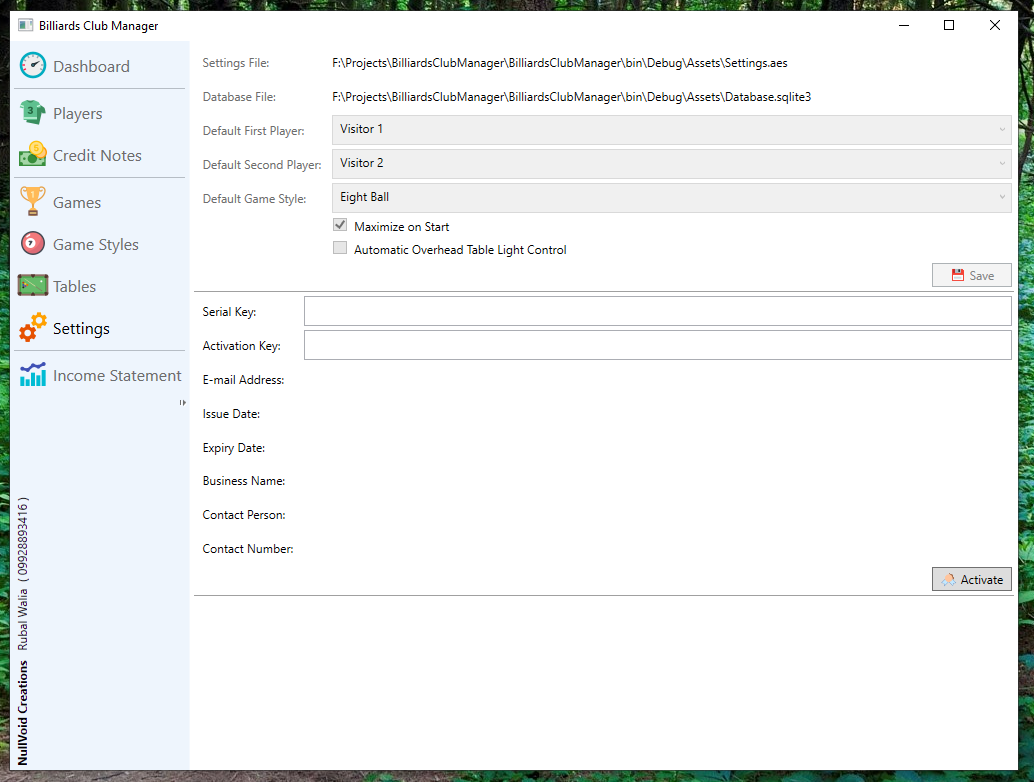 Billiards Club Manager
Dashboard
Players
Credit Notes
Games
Game Styles
Tables
Settings
Income Statement
NullVoid Creations Rubal Walia ( 09928893416 )
Settings File: F:\Projects\BilliardsClubManager\BilliardsClubManager\bin\Debug\Assets\Settings.aes
Database File: F:\Projects\BilliardsClubManager\BilliardsClubManager\bin\Debug\Assets\Database.sqlite3
Default First Player: Visitor 1
Default Second Player: Visitor 2
Default Game Style: Eight Ball
Maximize on Start
Automatic Overhead Table Light Control
Save
Serial Key:
Activation Key:
E-mail Address:
Issue Date:
Expiry Date:
Business Name:
Contact Person:
Contact Number:
Activate